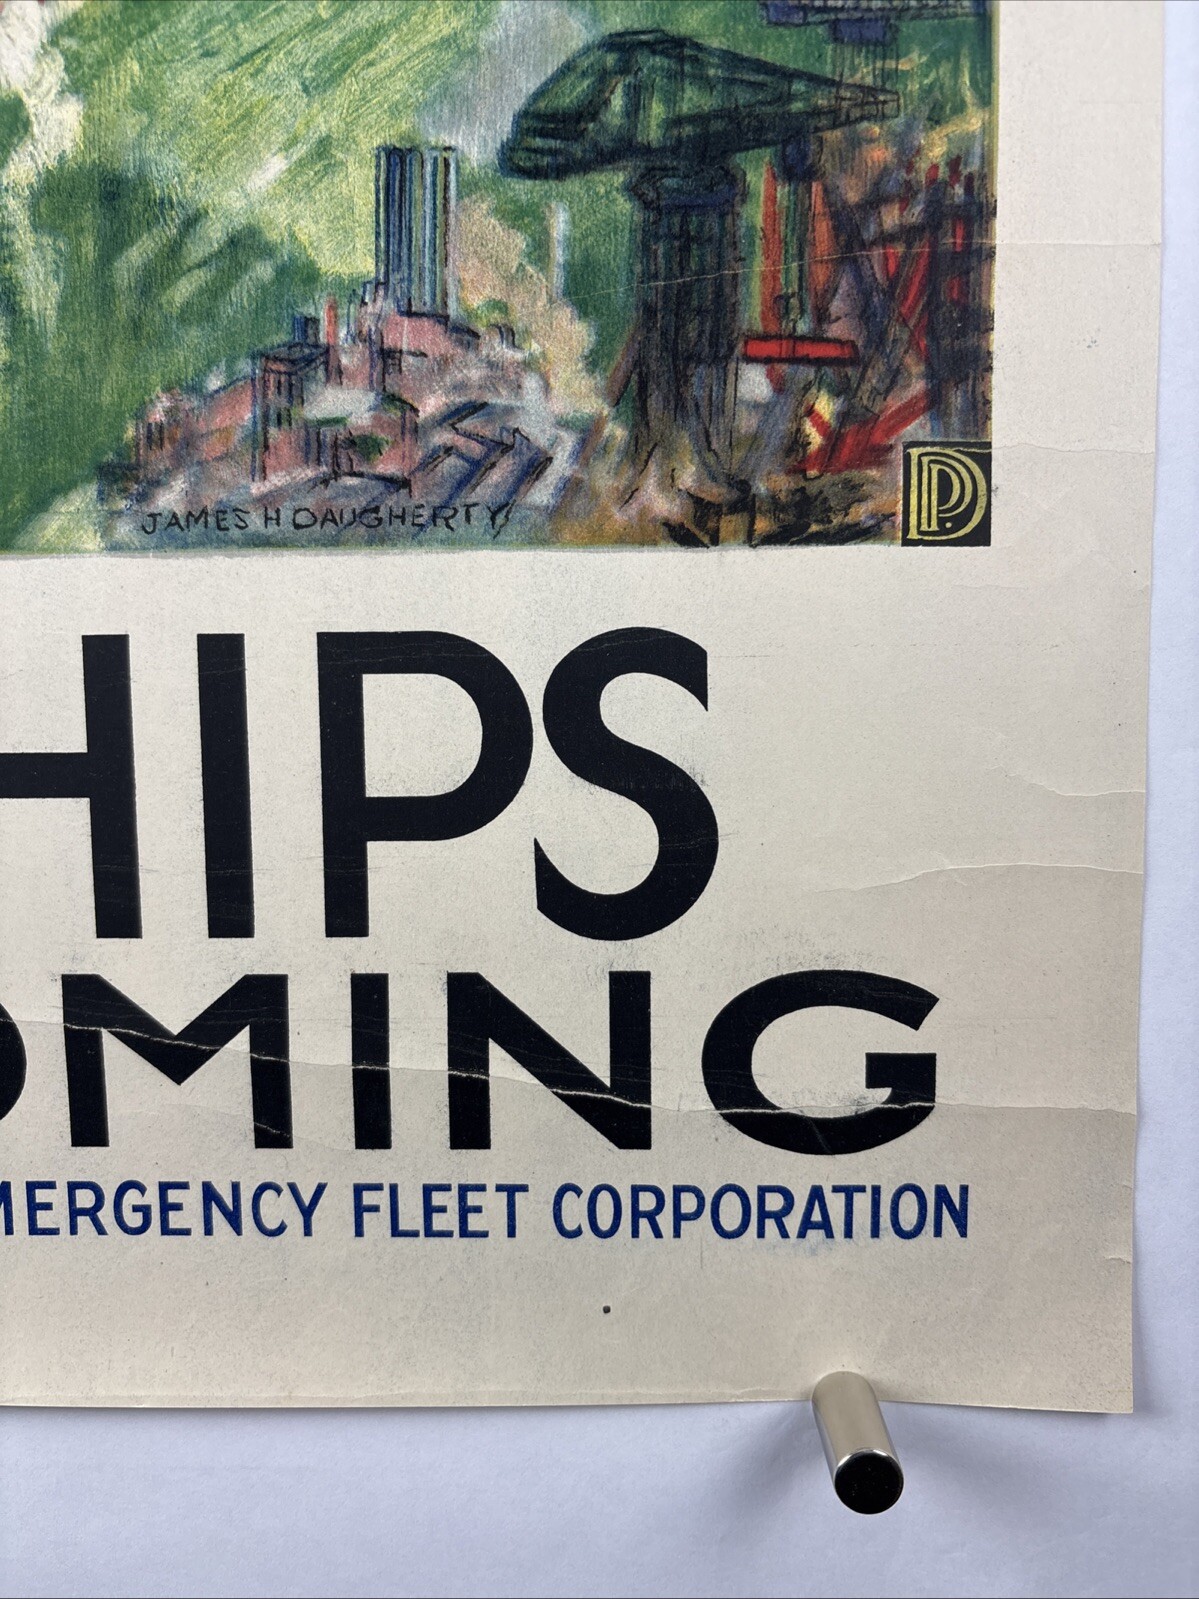 JAMES H DAUGHERTY
DP
HIPS
OMING
MERGENCY FLEET CORPORATION